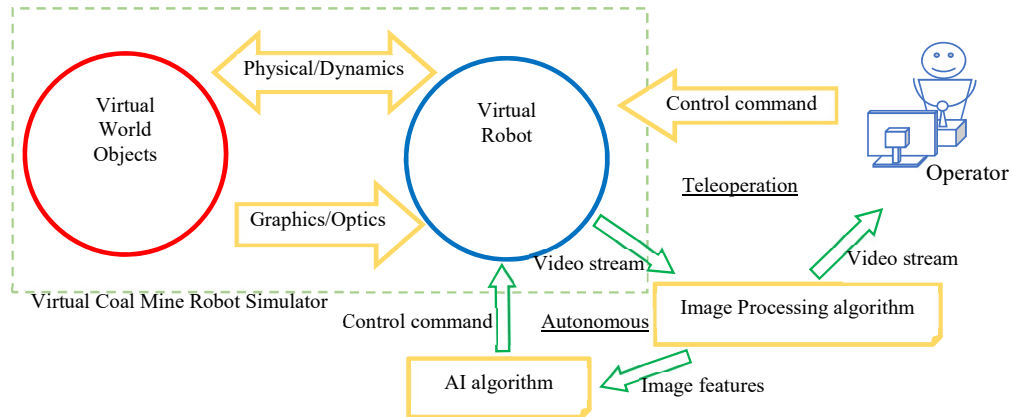 Physical/Dynamics
Virtual
World
Objects
Virtual
Robot
Control command
Operator
Teleoperation
Graphics/Optics
Video stream
Video stream
Virtual Coal Mine Robot Simulator
Image Processing algorithm
Control command
Autonomous
AI algorithm
Image features